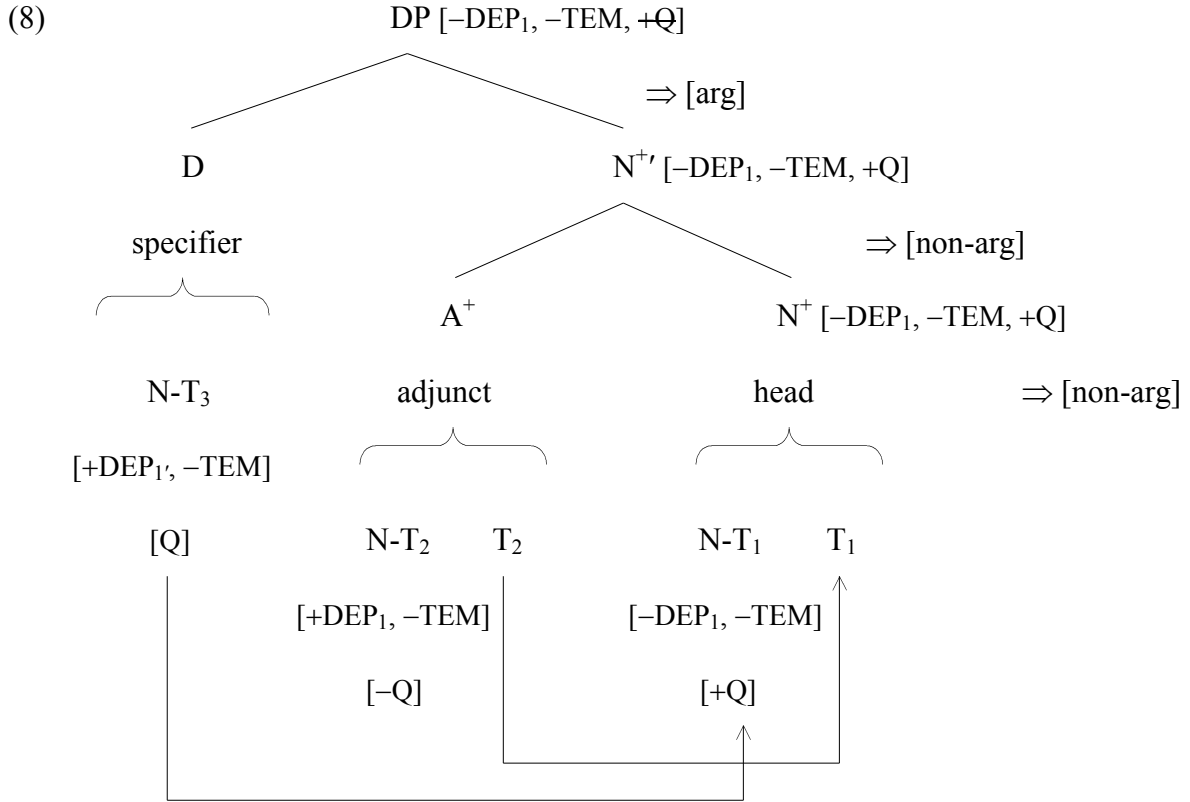 (8) DP [−DEP₁, −TEM, +Q]
⇒ [arg]
D N⁺′ [−DEP₁, −TEM, +Q]
specifier ⇒ [non-arg]
A⁺ N⁺ [−DEP₁, −TEM, +Q]
N-T₃ adjunct head ⇒ [non-arg]
[+DEP₁′, −TEM]
[Q] N-T₂ T₂ N-T₁ T₁
[+DEP₁, −TEM] [−DEP₁, −TEM]
[−Q] [+Q]